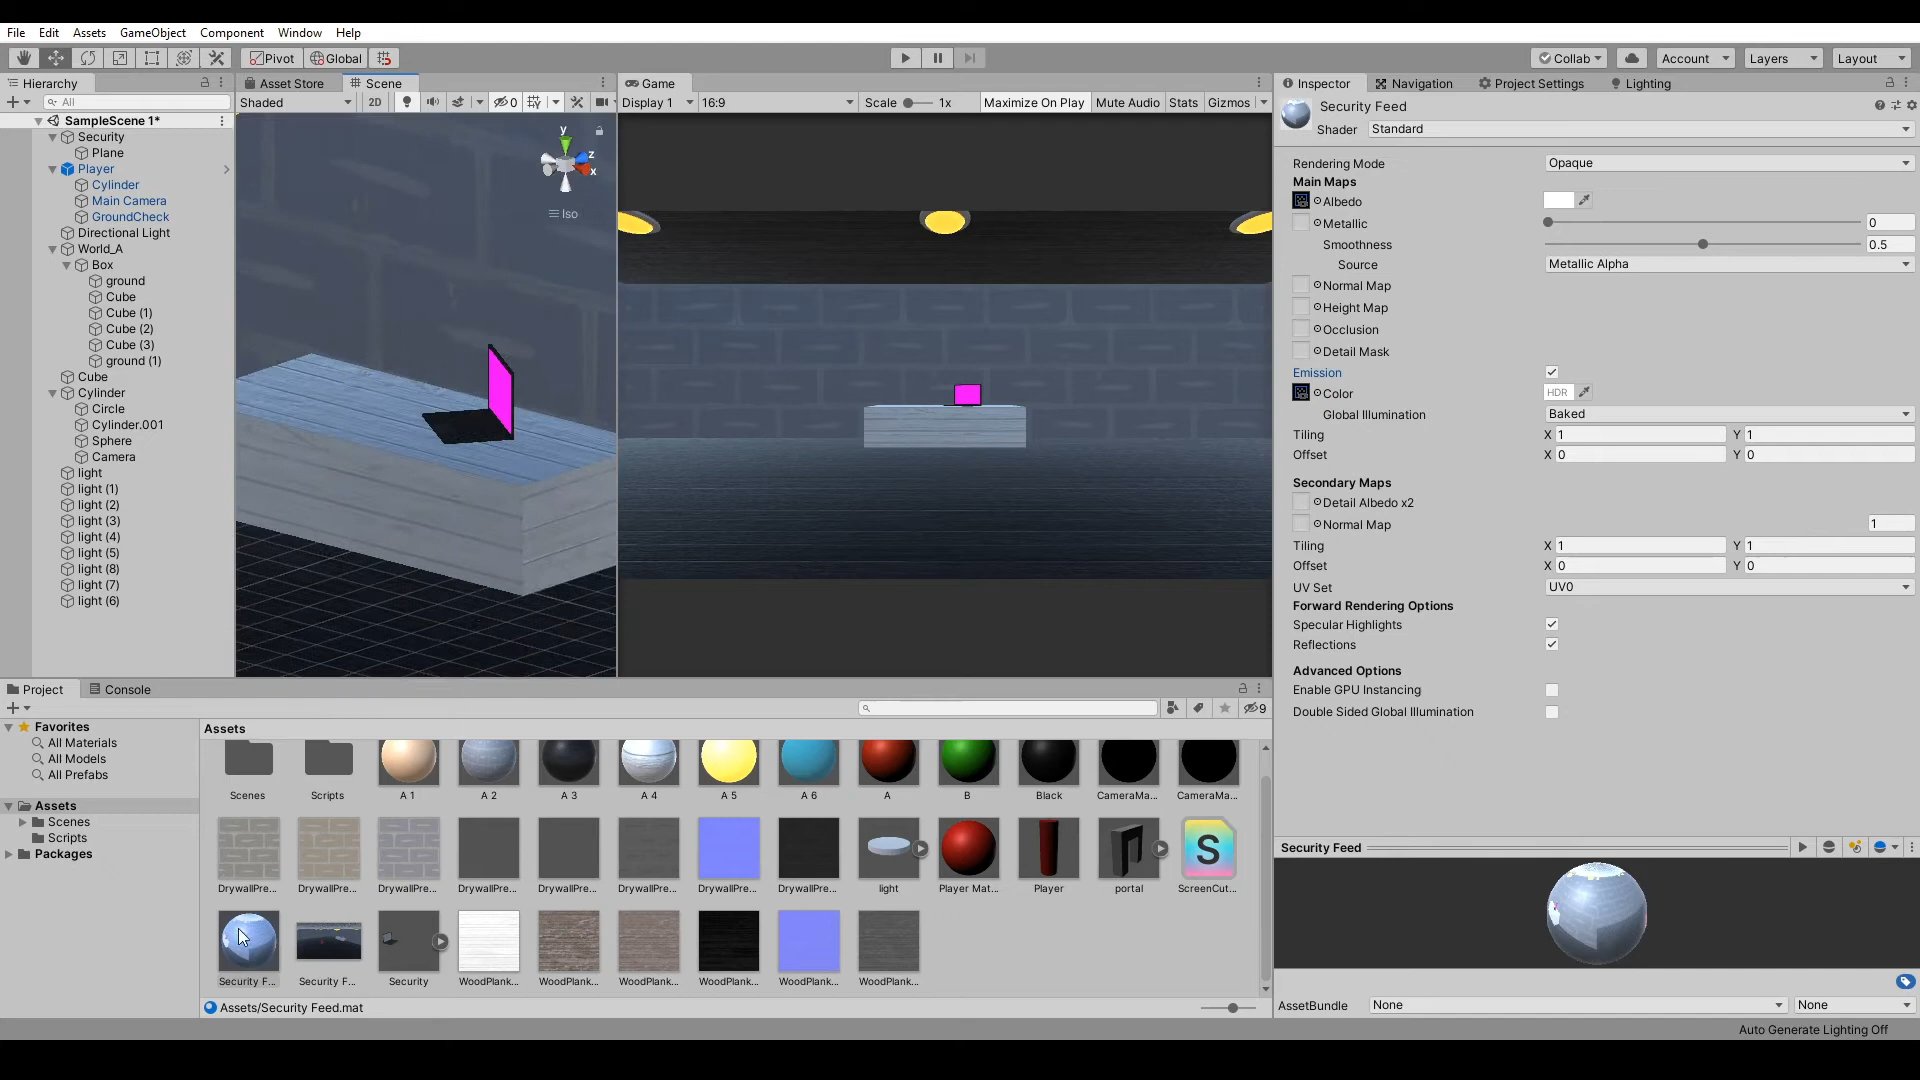 File Edit Assets GameObject Component Window Help
Pivot Global Collab Account Layers Layout
Hierarchy Asset Store Scene Game Inspector Navigation Project Settings Lighting
All Shaded 2D 0 Display 1 16:9 Scale 1x Maximize On Play Mute Audio Stats Gizmos
Security Feed
Shader Standard
SampleScene 1*
Security
Plane
Player
Cylinder
Main Camera
GroundCheck
Directional Light
World_A
Box
ground
Cube
Cube (1)
Cube (2)
Cube (3)
ground (1)
Cube
Cylinder
Circle
Cylinder.001
Sphere
Camera
light
light (1)
light (2)
light (3)
light (4)
light (5)
light (8)
light (7)
light (6)
y
z
x
Iso
Rendering Mode Opaque
Main Maps
Albedo
Metallic 0
Smoothness 0.5
Source Metallic Alpha
Normal Map
Height Map
Occlusion
Detail Mask
Emission
Color HDR
Global Illumination Baked
Tiling X 1 Y 1
Offset X 0 Y 0
Secondary Maps
Detail Albedo x2
Normal Map 1
Tiling X 1 Y 1
Offset X 0 Y 0
UV Set UV0
Forward Rendering Options
Specular Highlights
Reflections
Advanced Options
Enable GPU Instancing
Double Sided Global Illumination
Project Console
9
Favorites
All Materials
All Models
All Prefabs
Assets
Scenes
Scripts
Packages
Assets
Scenes Scripts A 1 A 2 A 3 A 4 A 5 A 6 A B Black CameraMa... CameraMa...
S
DrywallPre... DrywallPre... DrywallPre... DrywallPre... DrywallPre... DrywallPre... DrywallPre... DrywallPre... light Player Mat... Player portal ScreenCut...
Security F... Security F... Security WoodPlank... WoodPlank... WoodPlank... WoodPlank... WoodPlank... WoodPlank...
Assets/Security Feed.mat
Security Feed
AssetBundle None None
Auto Generate Lighting Off